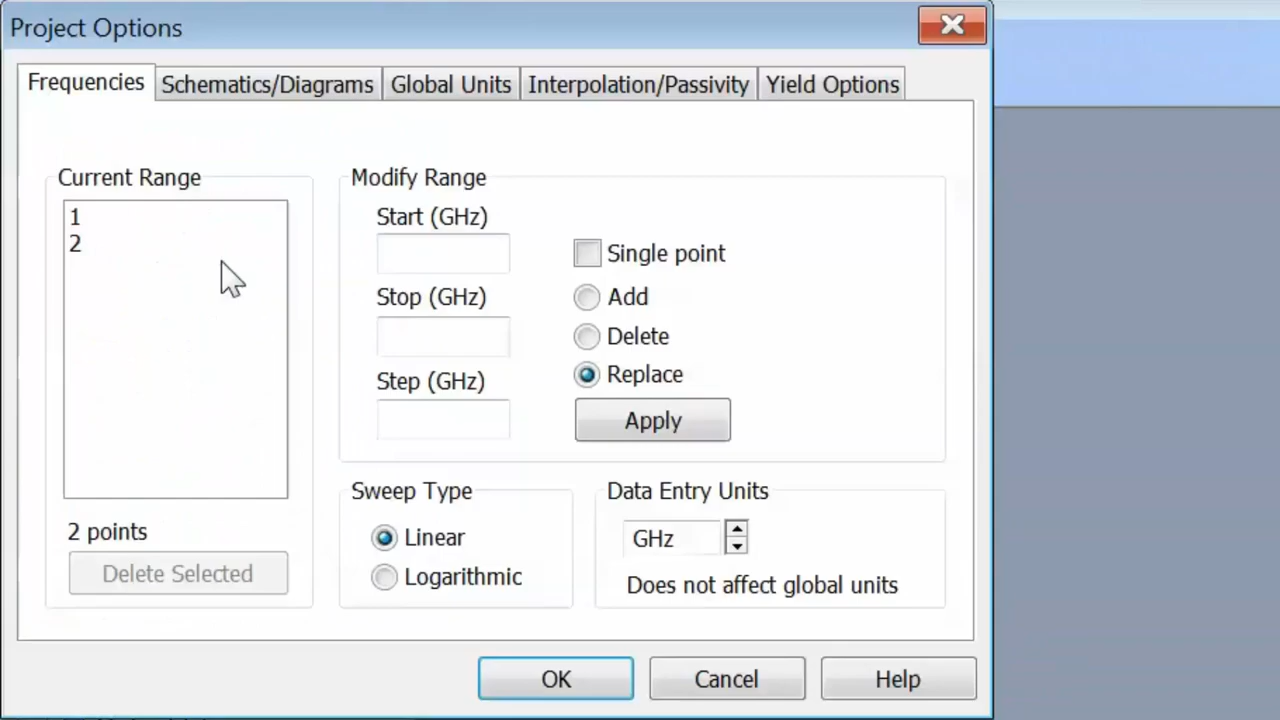 Project Options
Frequencies
Schematics/Diagrams
Global Units
Interpolation/Passivity
Yield Options
Current Range
1
2
2 points
Delete Selected
Modify Range
Start (GHz)
Stop (GHz)
Step (GHz)
Single point
Add
Delete
Replace
Apply
Sweep Type
Linear
Logarithmic
Data Entry Units
GHz
Does not affect global units
OK
Cancel
Help